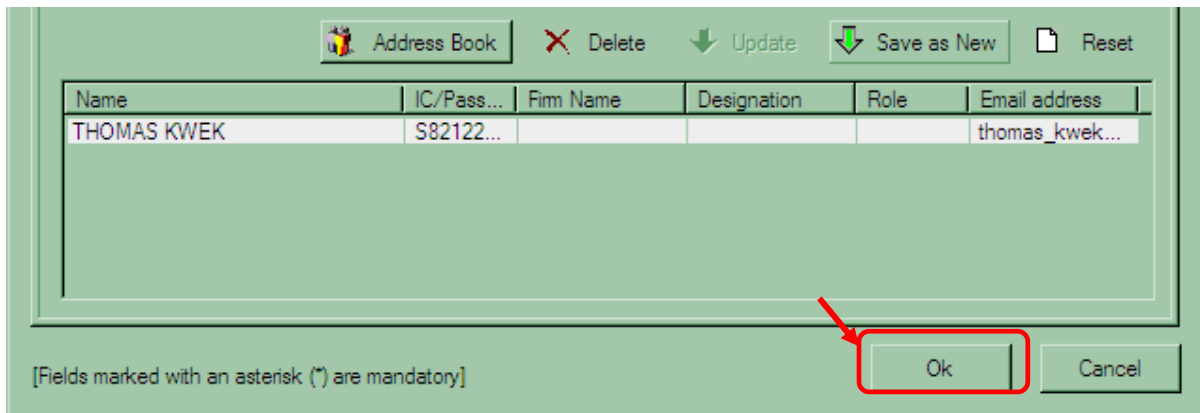 Address Book Delete Update Save as New Reset
Name IC/Pass... Firm Name Designation Role Email address
THOMAS KWEK S82122... thomas_kwek...
Ok Cancel
[Fields marked with an asterisk (*) are mandatory]